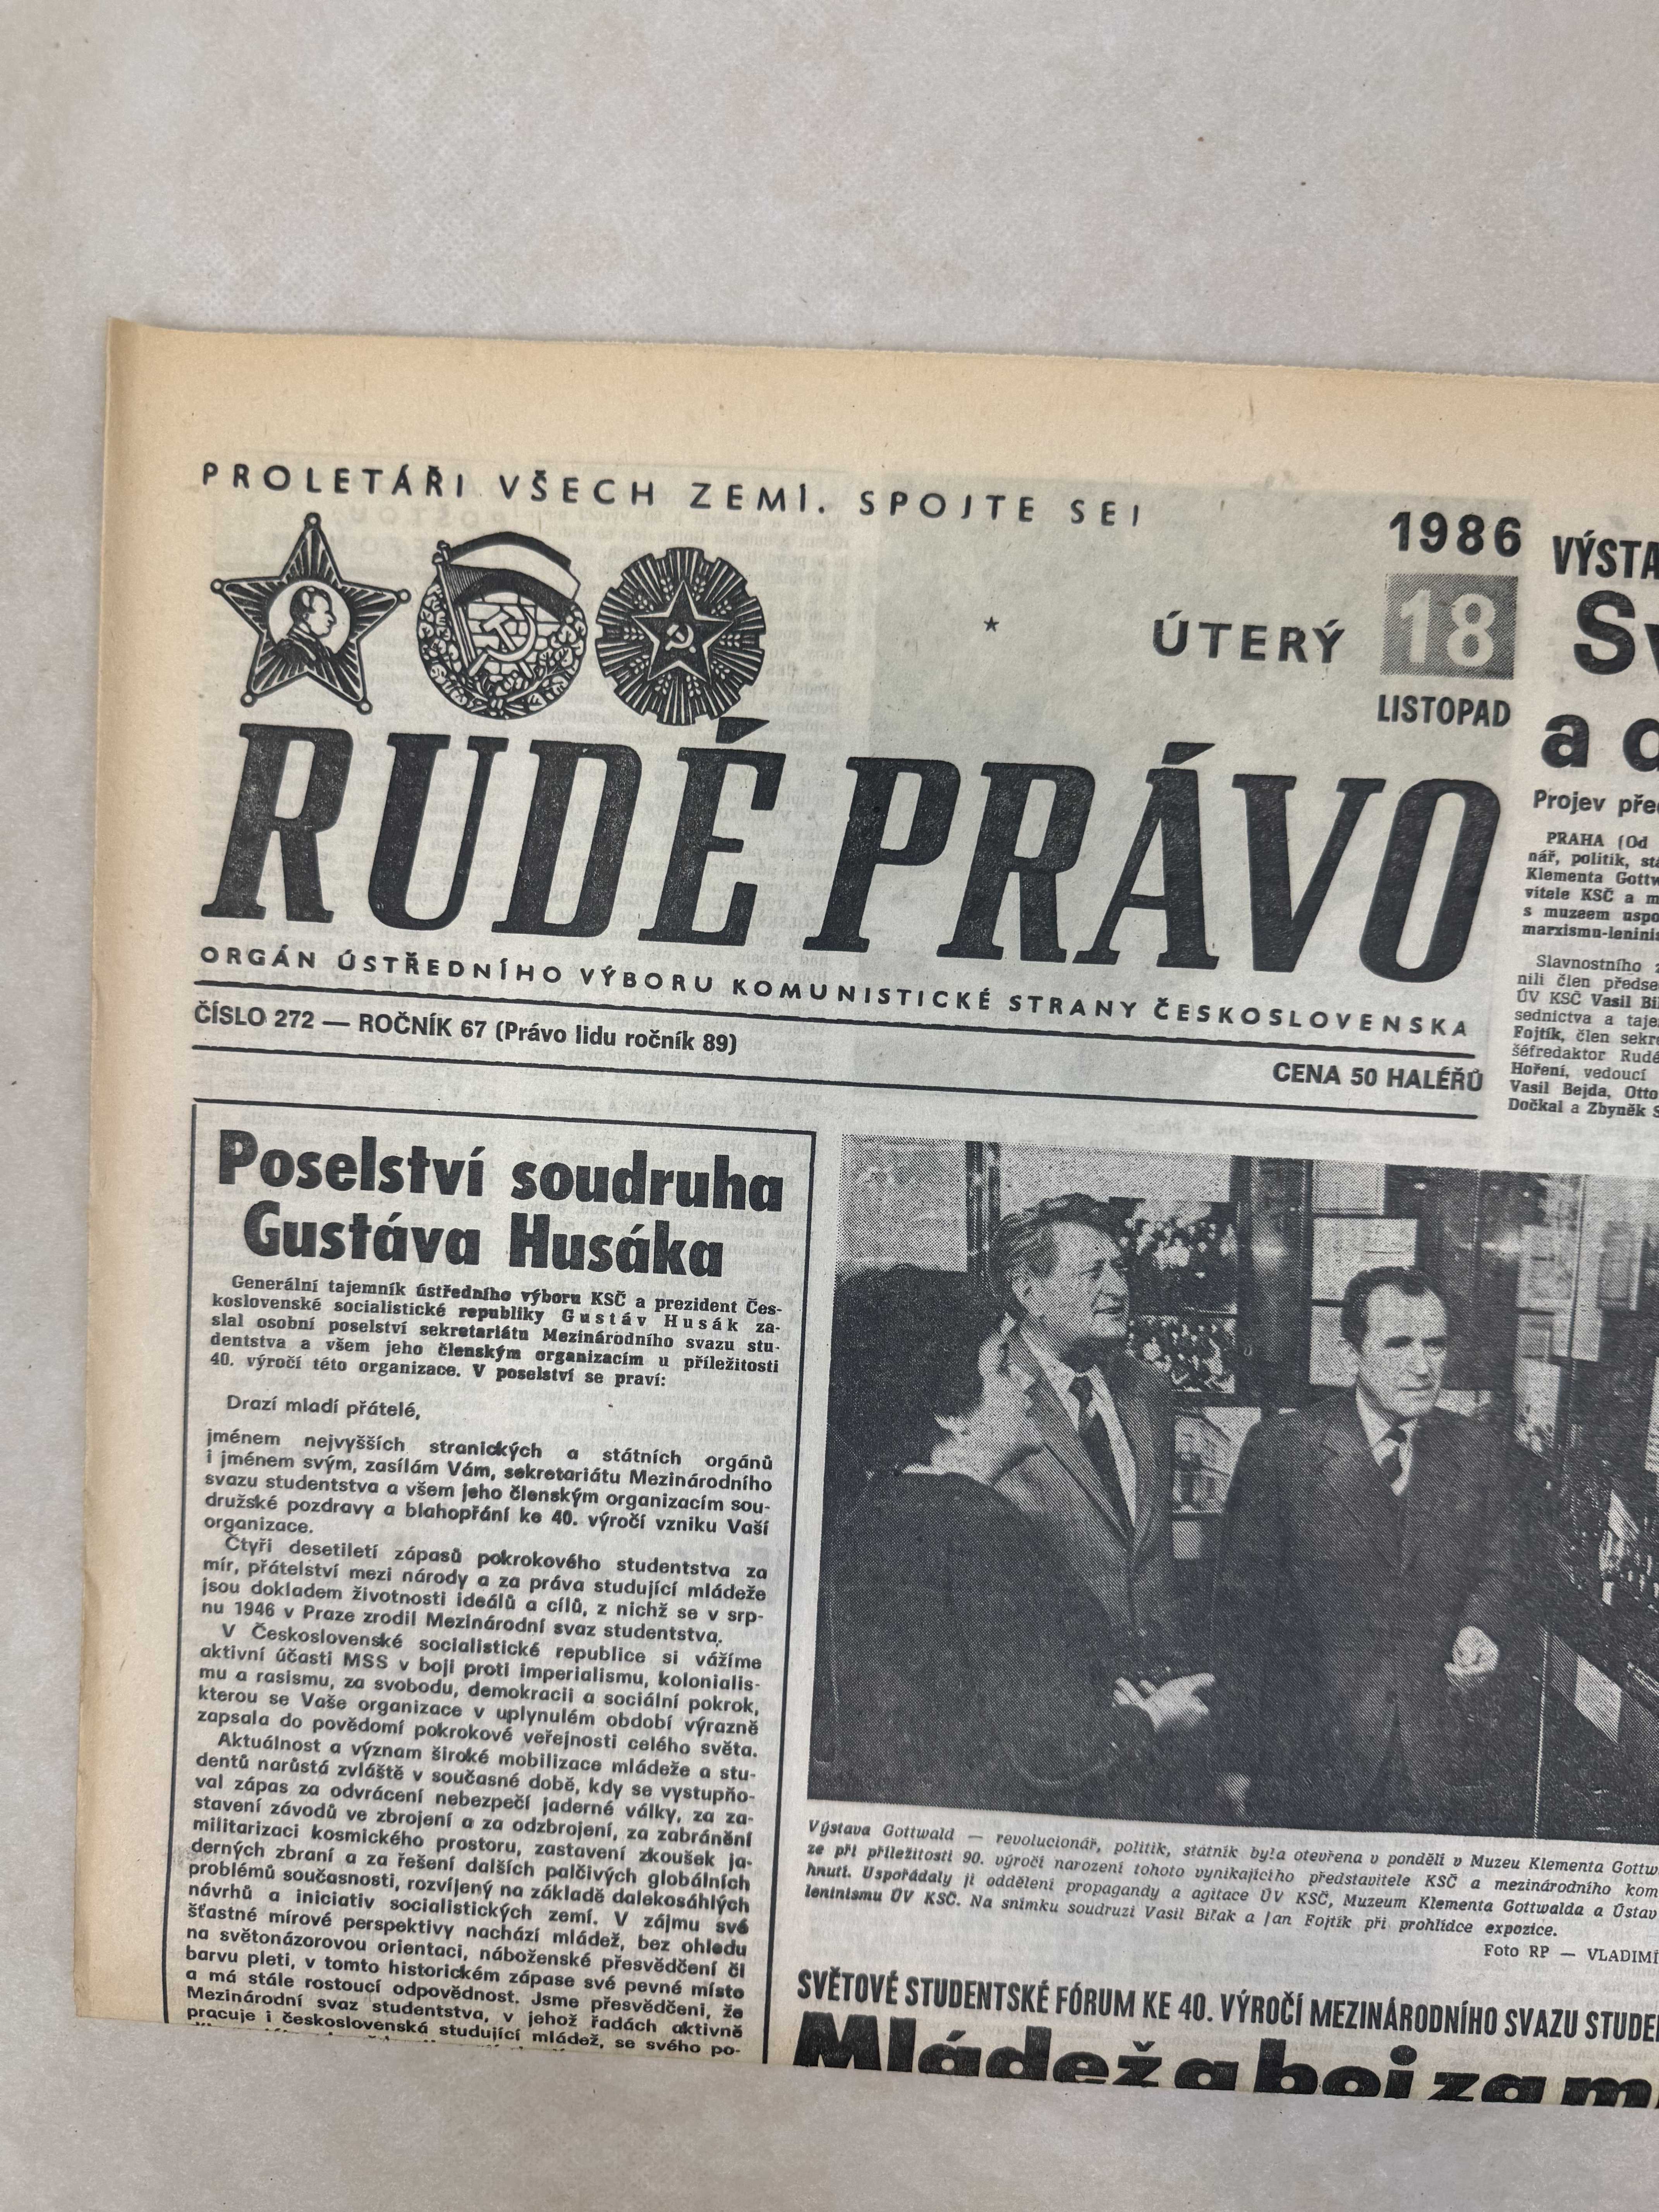 PROLETÁŘI VŠECH ZEMÍ. SPOJTE SE!
1986
ÚTERÝ
18
LISTOPAD
RUDÉ PRÁVO
ORGÁN ÚSTŘEDNÍHO VÝBORU KOMUNISTICKÉ STRANY ČESKOSLOVENSKA
ČÍSLO 272 — ROČNÍK 67 (Právo lidu ročník 89)
CENA 50 HALÉŘŮ
Poselství soudruha
Gustáva Husáka
Generální tajemník ústředního výboru KSČ a prezident Čes-
koslovenské socialistické republiky Gustáv Husák za-
slal osobní poselství sekretariátu Mezinárodního svazu stu-
dentstva a všem jeho členským organizacím u příležitosti
40. výročí této organizace. V poselství se praví:
Drazí mladí přátelé,
jménem nejvyšších stranických a státních orgánů
i jménem svým, zasílám Vám, sekretariátu Mezinárodního
svazu studentstva a všem jeho členským organizacím sou-
družské pozdravy a blahopřání ke 40. výročí vzniku Vaší
organizace.
Čtyři desetiletí zápasů pokrokového studentstva za
mír, přátelství mezi národy a za práva studující mládeže
jsou dokladem životnosti ideálů a cílů, z nichž se v srp-
nu 1946 v Praze zrodil Mezinárodní svaz studentstva.
V Československé socialistické republice si vážíme
aktivní účasti MSS v boji proti imperialismu, kolonialis-
mu a rasismu, za svobodu, demokracii a sociální pokrok,
kterou se Vaše organizace v uplynulém období výrazně
zapsala do povědomí pokrokové veřejnosti celého světa.
Aktuálnost a význam široké mobilizace mládeže a stu-
dentů narůstá zvláště v současné době, kdy se vystupňo-
val zápas za odvrácení nebezpečí jaderné války, za za-
stavení závodů ve zbrojení a za odzbrojení, za zabránění
militarizaci kosmického prostoru, zastavení zkoušek ja-
derných zbraní a za řešení dalších palčivých globálních
problémů současnosti, rozvíjený na základě dalekosáhlých
návrhů a iniciativ socialistických zemí. V zájmu své
šťastné mírové perspektivy nachází mládež, bez ohledu
na světonázorovou orientaci, náboženské přesvědčení či
barvu pleti, v tomto historickém zápase své pevné místo
a má stále rostoucí odpovědnost. Jsme přesvědčeni, že
Mezinárodní svaz studentstva, v jehož řadách aktivně
pracuje i československá studující mládež, se svého po-
Výstava Gottwald — revolucionář, politik, státník byla otevřena v pondělí v Muzeu Klementa Gottw
ze při příležitosti 90. výročí narození tohoto vynikajícího představitele KSČ a mezinárodního kom
hnutí. Uspořádaly ji oddělení propagandy a agitace ÚV KSČ, Muzeum Klementa Gottwalda a Ústav
leninismu ÚV KSČ. Na snímku soudruzi Vasil Biľak a Jan Fojtík při prohlídce expozice.
Foto RP — VLADIMÍ
SVĚTOVÉ STUDENTSKÉ FÓRUM KE 40. VÝROČÍ MEZINÁRODNÍHO SVAZU STUDE
Mládež a boj za m
VÝSTA
Sv
a d
Projev pře
PRAHA (Od
nář, politik, stá
Klementa Gottw
vitele KSČ a m
s muzeem uspo
marxismu-leninis
Slavnostního z
nili člen předse
ÚV KSČ Vasil Bi
sednictva a taje
Fojtík, člen sekre
šéfredaktor Rudé
Hoření, vedoucí
Vasil Bejda, Otto
Dočkal a Zbyněk S